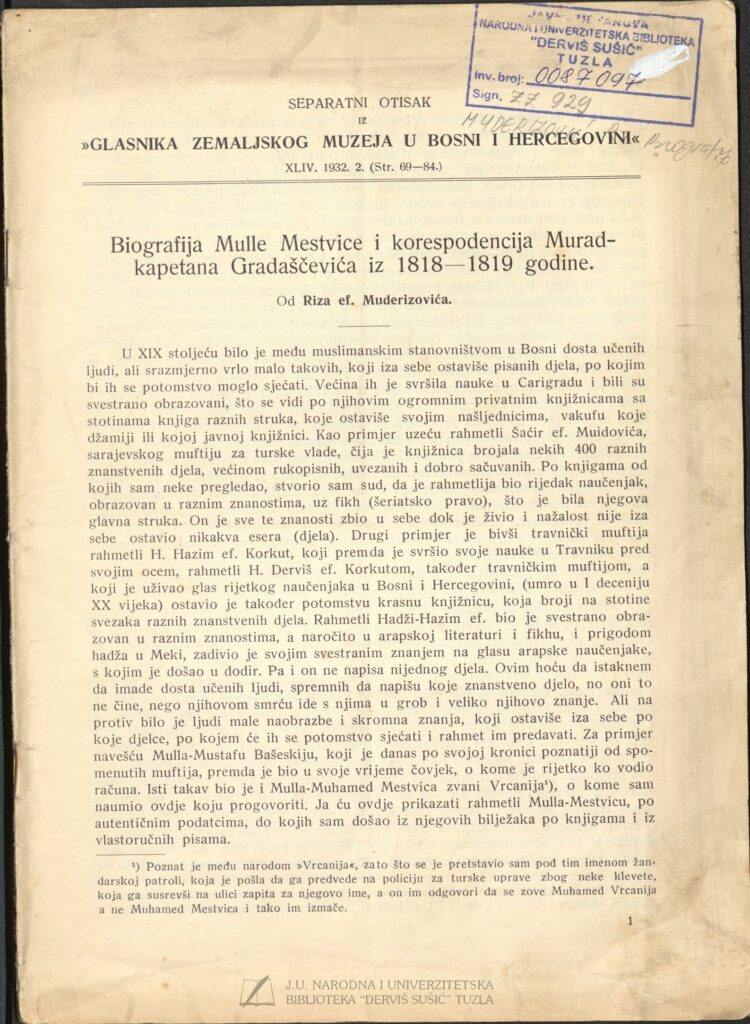 JAVNA USTANOVA
NARODNA I UNIVERZITETSKA BIBLIOTEKA
"DERVIŠ SUŠIĆ"
TUZLA
Inv. broj: 0087097
Sign. ZZ 929
SEPARATNI OTISAK
IZ
»GLASNIKA ZEMALJSKOG MUZEJA U BOSNI I HERCEGOVINI«
XLIV. 1932. 2. (Str. 69—84.)
Biografija Mulle Mestvice i korespodencija Murad-
kapetana Gradaščevića iz 1818—1819 godine.
Od Riza ef. Muderizovića.
U XIX stoljeću bilo je među muslimanskim stanovništvom u Bosni dosta učenih
ljudi, ali srazmjerno vrlo malo takovih, koji iza sebe ostaviše pisanih djela, po kojim
bi ih se potomstvo moglo sjećati. Većina ih je svršila nauke u Carigradu i bili su
svestrano obrazovani, što se vidi po njihovim ogromnim privatnim knjižnicama sa
stotinama knjiga raznih struka, koje ostaviše svojim našljednicima, vakufu koje
džamiji ili kojoj javnoj knjižnici. Kao primjer uzeću rahmetli Šaćir ef. Muidovića,
sarajevskog muftiju za turske vlade, čija je knjižnica brojala nekih 400 raznih
znanstvenih djela, većinom rukopisnih, uvezanih i dobro sačuvanih. Po knjigama od
kojih sam neke pregledao, stvorio sam sud, da je rahmetlija bio rijedak naučenjak,
obrazovan u raznim znanostima, uz fikh (šeriatsko pravo), što je bila njegova
glavna struka. On je sve te znanosti zbio u sebe dok je živio i nažalost nije iza
sebe ostavio nikakva esera (djela). Drugi primjer je bivši travnički muftija
rahmetli H. Hazim ef. Korkut, koji premda je svršio svoje nauke u Travniku pred
svojim ocem, rahmetli H. Derviš ef. Korkutom, također travničkim muftijom, a
koji je uživao glas rijetkog naučenjaka u Bosni i Hercegovini, (umro u I deceniju
XX vijeka) ostavio je također potomstvu krasnu knjižnicu, koja broji na stotine
svezaka raznih znanstvenih djela. Rahmetli Hadži-Hazim ef. bio je svestrano obra-
zovan u raznim znanostima, a naročito u arapskoj literaturi i fikhu, i prigodom
hadža u Meki, zadivio je svojim svestranim znanjem na glasu arapske naučenjake,
s kojim je došao u dodir. Pa i on ne napisa nijednog djela. Ovim hoću da istaknem
da imade dosta učenih ljudi, spremnih da napišu koje znanstveno djelo, no oni to
ne čine, nego njihovim smrću ide s njima u grob i veliko njihovo znanje. Ali na
protiv bilo je ljudi male naobrazbe i skromna znanja, koji ostaviše iza sebe po
koje djelce, po kojem će ih se potomstvo sjećati i rahmet im predavati. Za primjer
navešću Mulla-Mustafu Bašeskiju, koji je danas po svojoj kronici poznatiji od spo-
menutih muftija, premda je bio u svoje vrijeme čovjek, o kome je rijetko ko vodio
računa. Isti takav bio je i Mulla-Muhamed Mestvica zvani Vrcanija¹), o kome sam
naumio ovdje koju progovoriti. Ja ću ovdje prikazati rahmetli Mulla-Mestvicu, po
autentičnim podatcima, do kojih sam došao iz njegovih bilježaka po knjigama i iz
vlastoručnih pisama.
¹) Poznat je među narodom »Vrcanija«, zato što se je pretstavio sam pod tim imenom žan-
darskoj patroli, koja je pošla da ga predvede na policiju za turske uprave zbog neke klevete,
koja ga susrevši na ulici zapita za njegovo ime, a on im odgovori da se zove Muhamed Vrcanija
a ne Muhamed Mestvica i tako im izmače.
1
J.U. NARODNA I UNIVERZITETSKA
BIBLIOTEKA "DERVIŠ SUŠIĆ" TUZLA